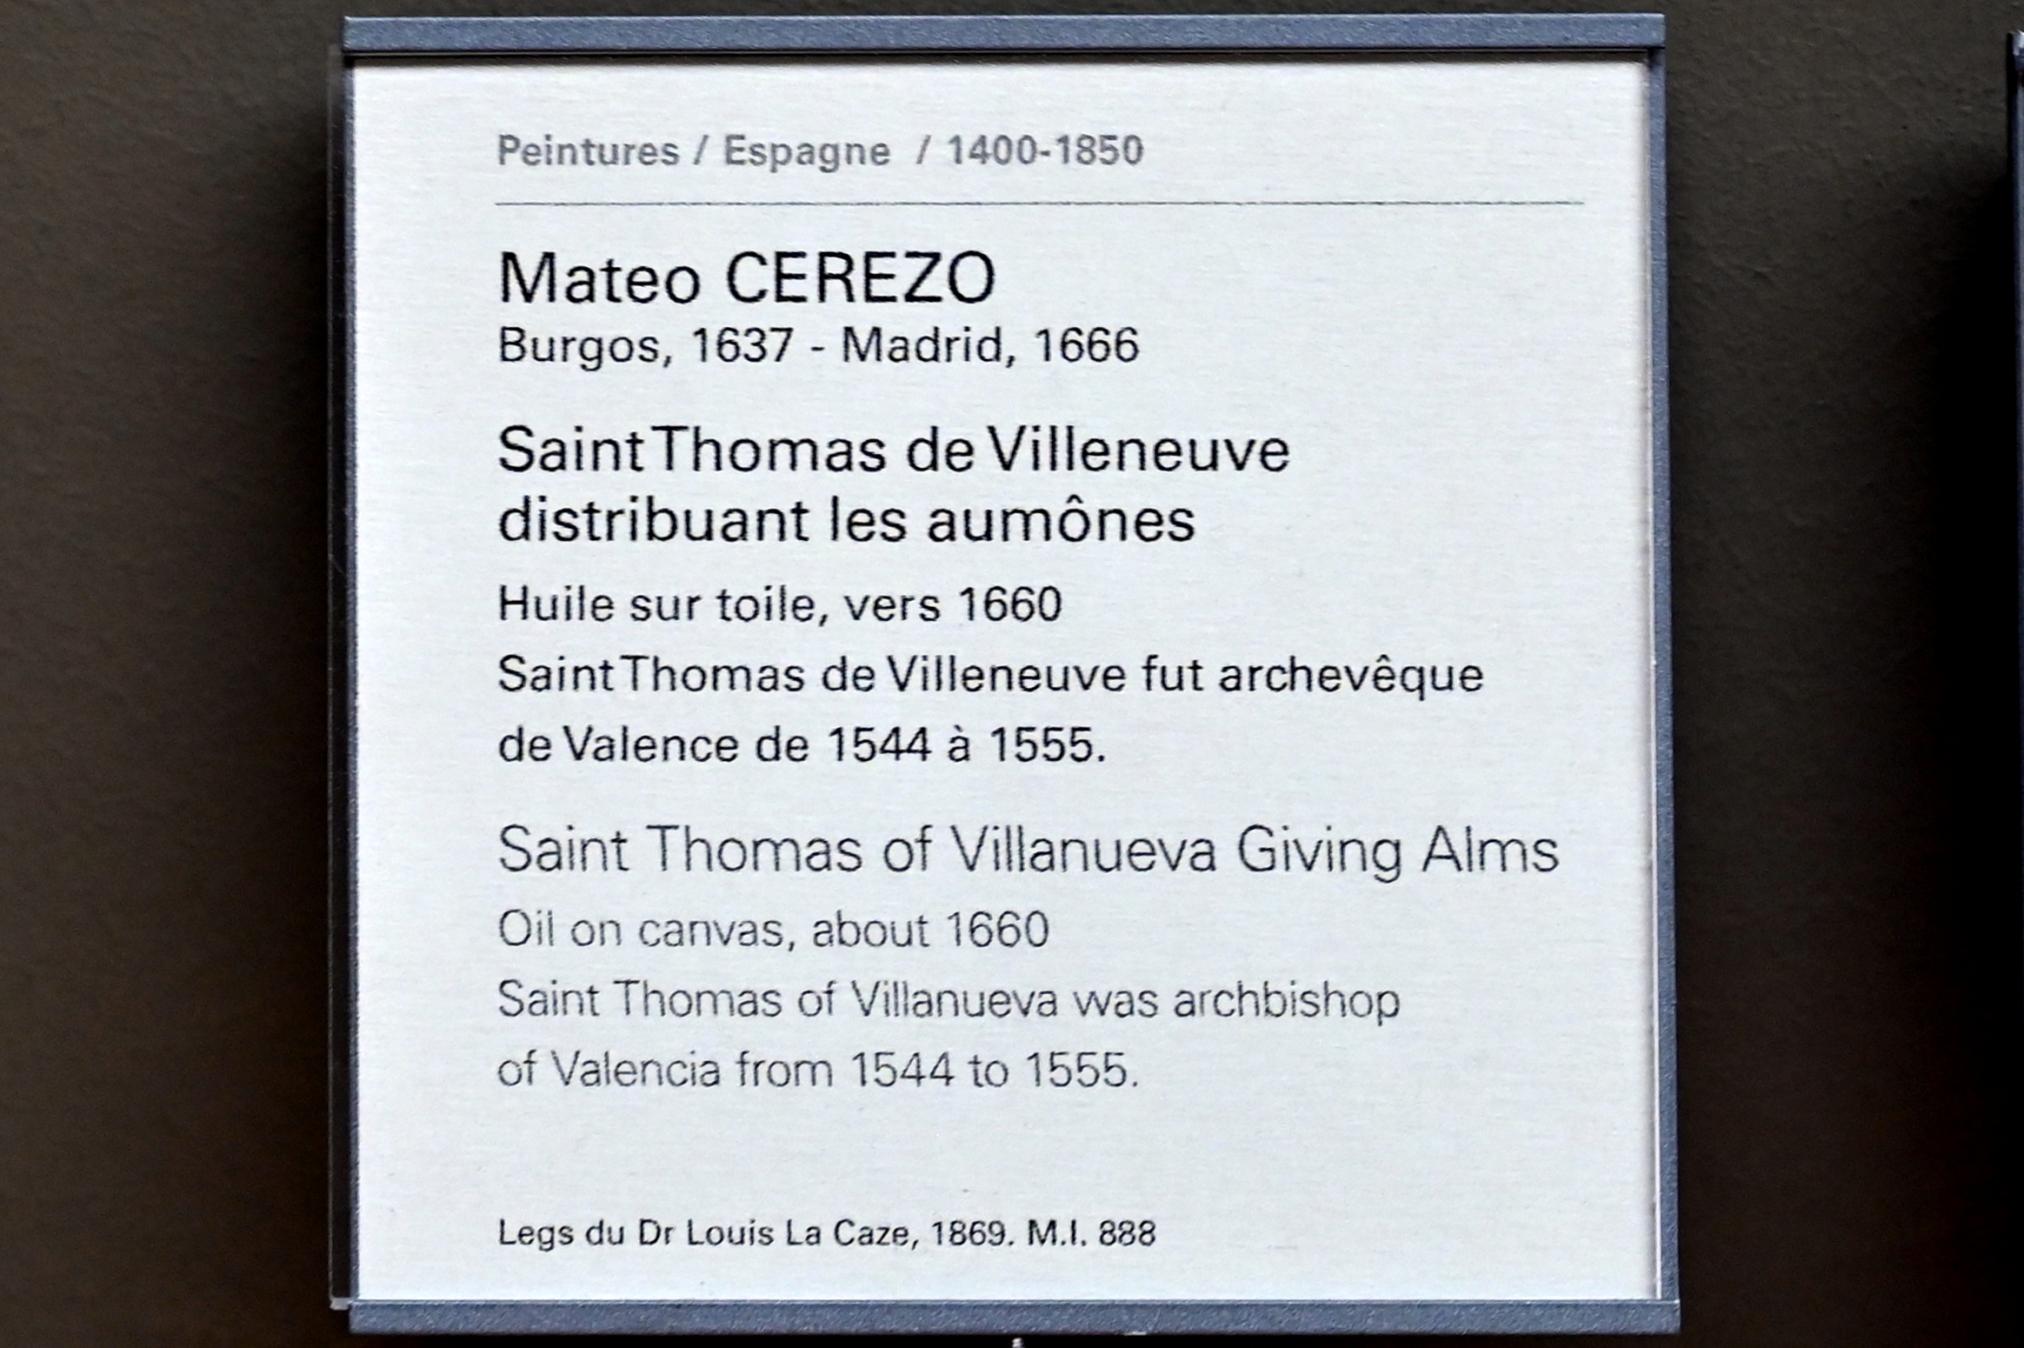 Peintures / Espagne / 1400-1850
Mateo CEREZO
Burgos, 1637 - Madrid, 1666
Saint Thomas de Villeneuve
distribuant les aumônes
Huile sur toile, vers 1660
Saint Thomas de Villeneuve fut archevêque
de Valence de 1544 à 1555.
Saint Thomas of Villanueva Giving Alms
Oil on canvas, about 1660
Saint Thomas of Villanueva was archbishop
of Valencia from 1544 to 1555.
Legs du Dr Louis La Caze, 1869. M.I. 888